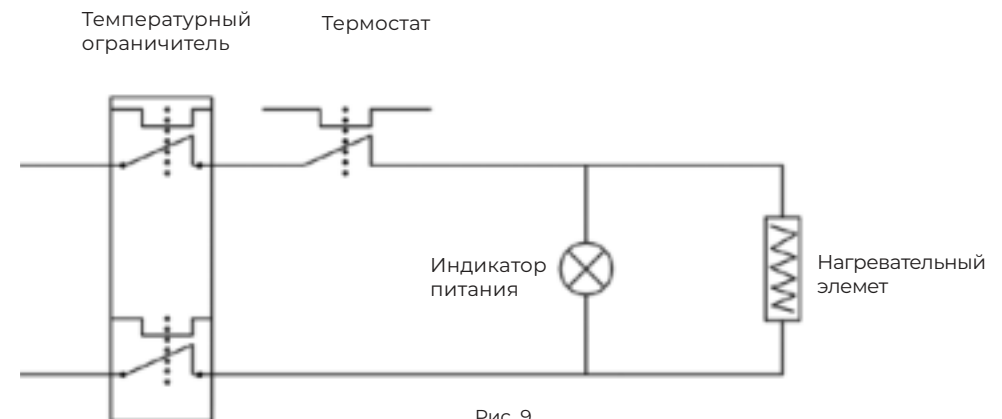 Температурный
ограничитель
Термостат
Индикатор
питания
Нагревательный
элемет
Рис. 9